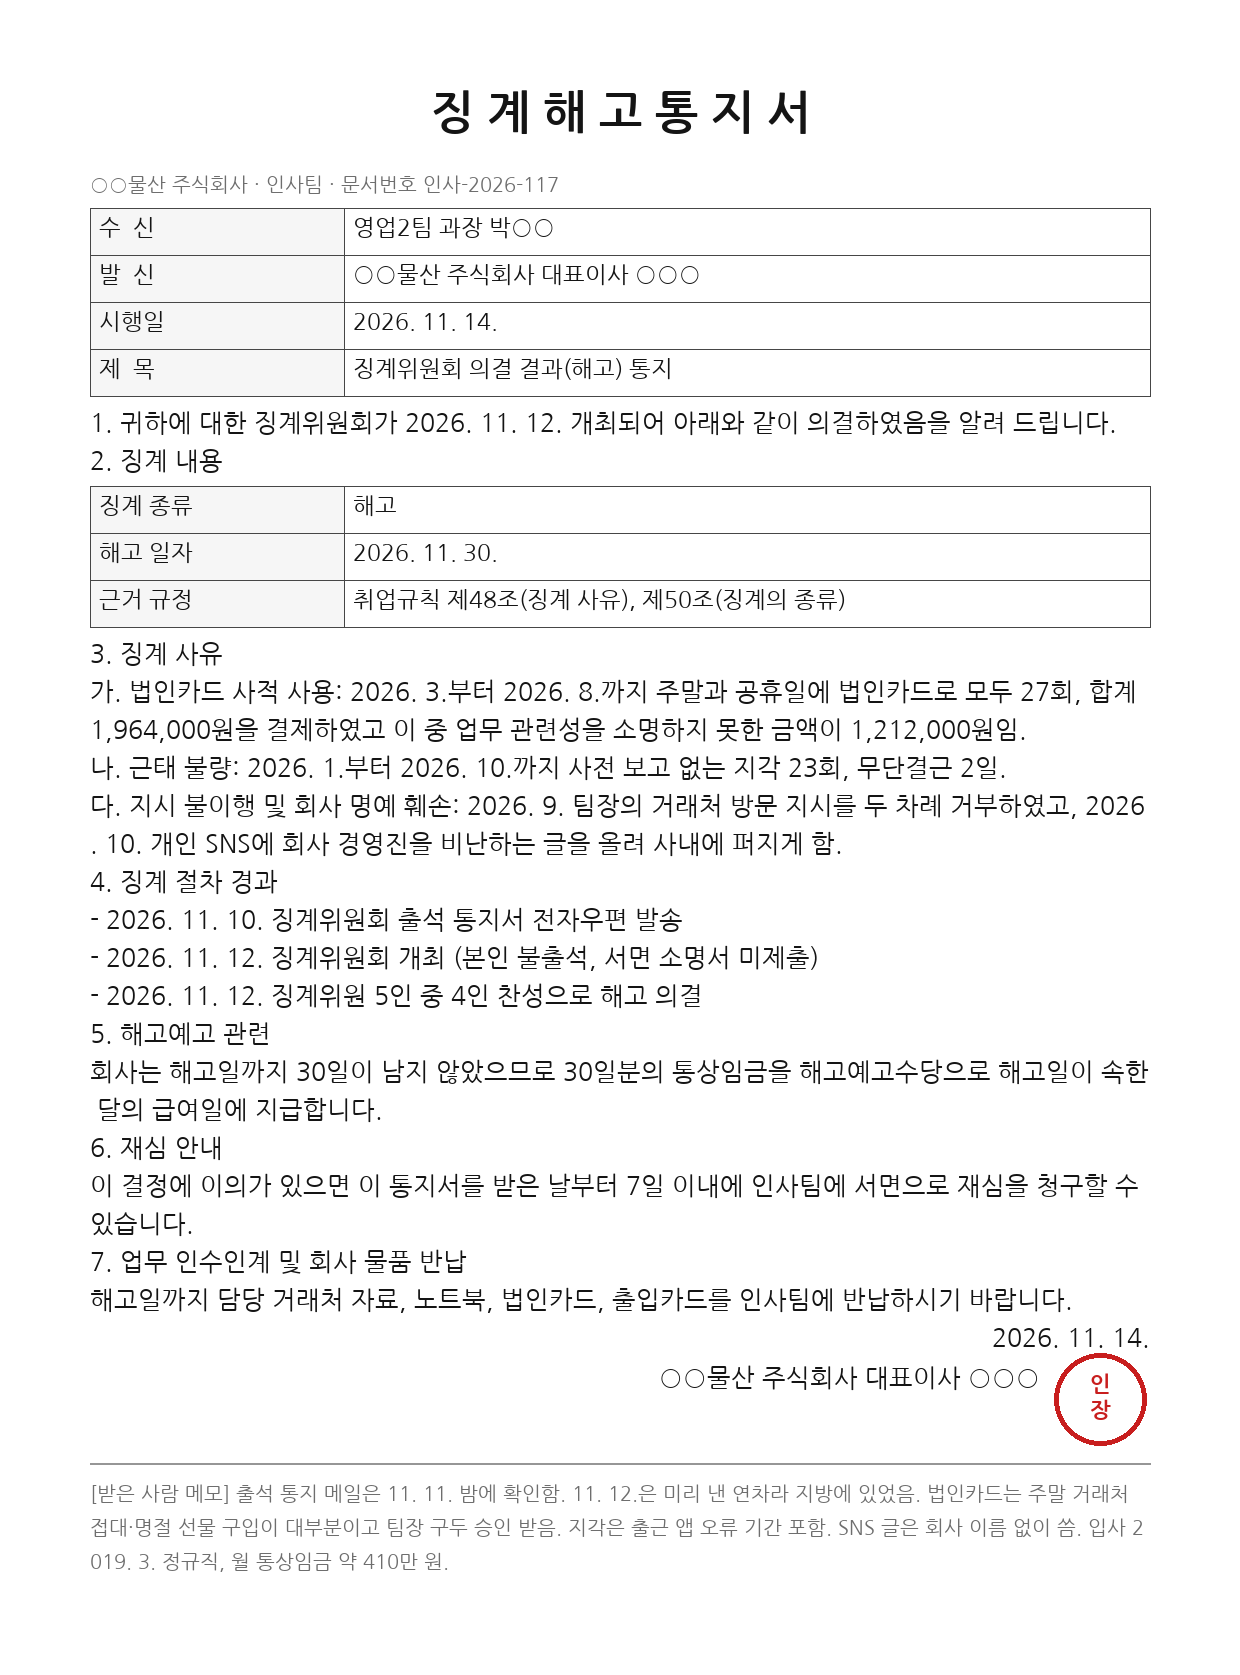 징계해고통지서
○○물산 주식회사 · 인사팀 · 문서번호 인사-2026-117
수 신 영업2팀 과장 박○○
발 신 ○○물산 주식회사 대표이사 ○○○
시행일 2026. 11. 14.
제 목 징계위원회 의결 결과(해고) 통지
1. 귀하에 대한 징계위원회가 2026. 11. 12. 개최되어 아래와 같이 의결하였음을 알려 드립니다.
2. 징계 내용
징계 종류 해고
해고 일자 2026. 11. 30.
근거 규정 취업규칙 제48조(징계 사유), 제50조(징계의 종류)
3. 징계 사유
가. 법인카드 사적 사용: 2026. 3.부터 2026. 8.까지 주말과 공휴일에 법인카드로 모두 27회, 합계
1,964,000원을 결제하였고 이 중 업무 관련성을 소명하지 못한 금액이 1,212,000원임.
나. 근태 불량: 2026. 1.부터 2026. 10.까지 사전 보고 없는 지각 23회, 무단결근 2일.
다. 지시 불이행 및 회사 명예 훼손: 2026. 9. 팀장의 거래처 방문 지시를 두 차례 거부하였고, 2026
. 10. 개인 SNS에 회사 경영진을 비난하는 글을 올려 사내에 퍼지게 함.
4. 징계 절차 경과
- 2026. 11. 10. 징계위원회 출석 통지서 전자우편 발송
- 2026. 11. 12. 징계위원회 개최 (본인 불출석, 서면 소명서 미제출)
- 2026. 11. 12. 징계위원 5인 중 4인 찬성으로 해고 의결
5. 해고예고 관련
회사는 해고일까지 30일이 남지 않았으므로 30일분의 통상임금을 해고예고수당으로 해고일이 속한
달의 급여일에 지급합니다.
6. 재심 안내
이 결정에 이의가 있으면 이 통지서를 받은 날부터 7일 이내에 인사팀에 서면으로 재심을 청구할 수
있습니다.
7. 업무 인수인계 및 회사 물품 반납
해고일까지 담당 거래처 자료, 노트북, 법인카드, 출입카드를 인사팀에 반납하시기 바랍니다.
2026. 11. 14.
○○물산 주식회사 대표이사 ○○○
인
장
[받은 사람 메모] 출석 통지 메일은 11. 11. 밤에 확인함. 11. 12.은 미리 낸 연차라 지방에 있었음. 법인카드는 주말 거래처
접대·명절 선물 구입이 대부분이고 팀장 구두 승인 받음. 지각은 출근 앱 오류 기간 포함. SNS 글은 회사 이름 없이 씀. 입사 2
019. 3. 정규직, 월 통상임금 약 410만 원.